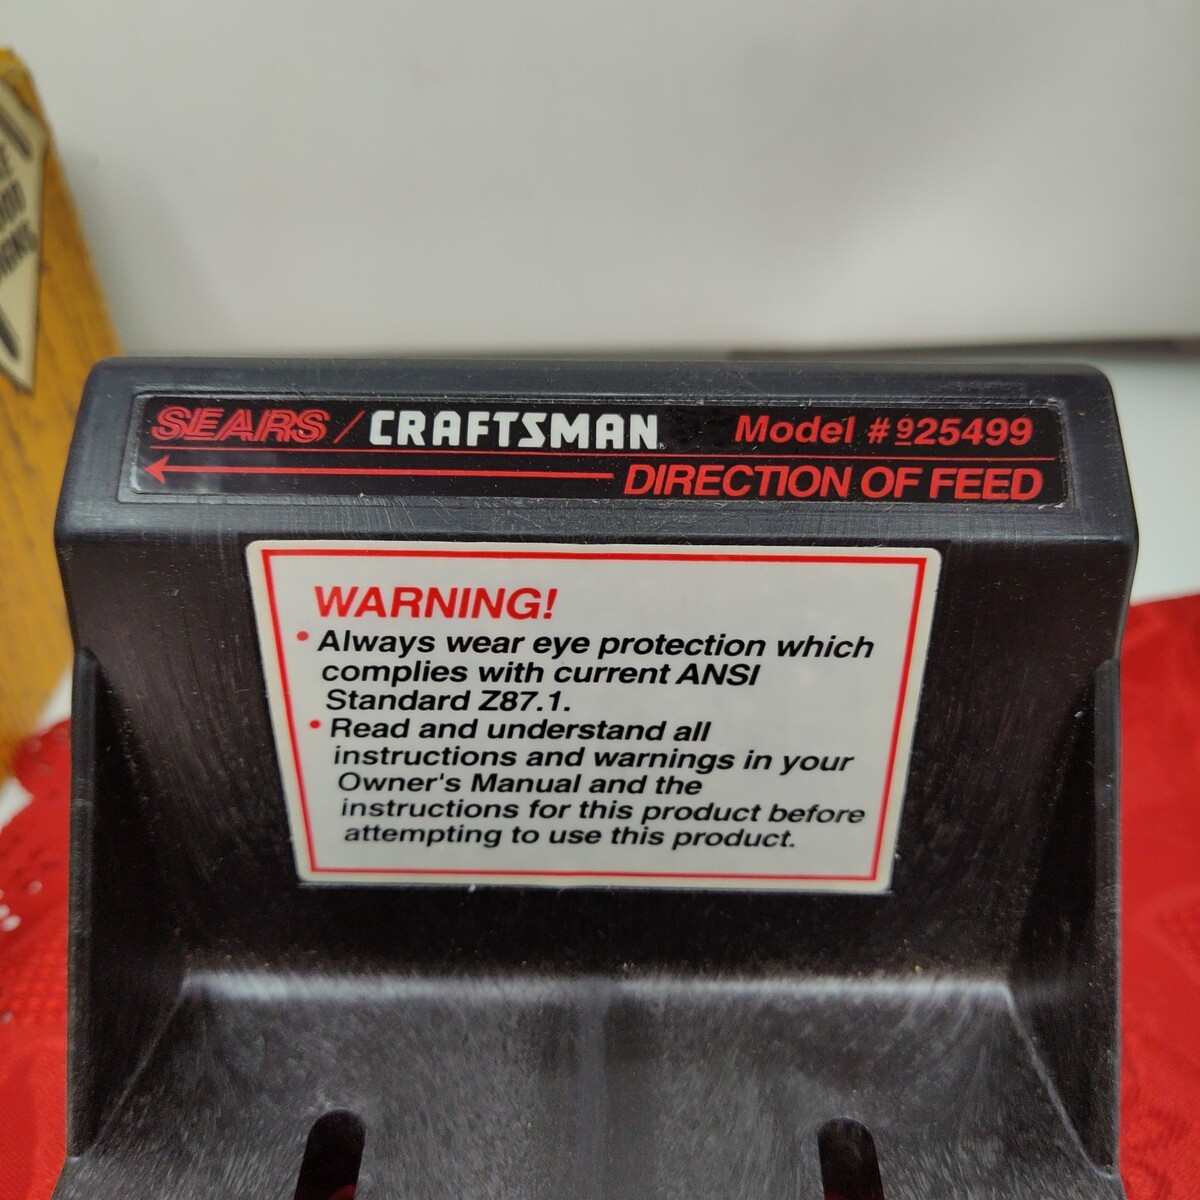 SEARS / CRAFTSMAN® Model #925499
DIRECTION OF FEED
WARNING!
• Always wear eye protection which
complies with current ANSI
Standard Z87.1.
• Read and understand all
instructions and warnings in your
Owner's Manual and the
instructions for this product before
attempting to use this product.